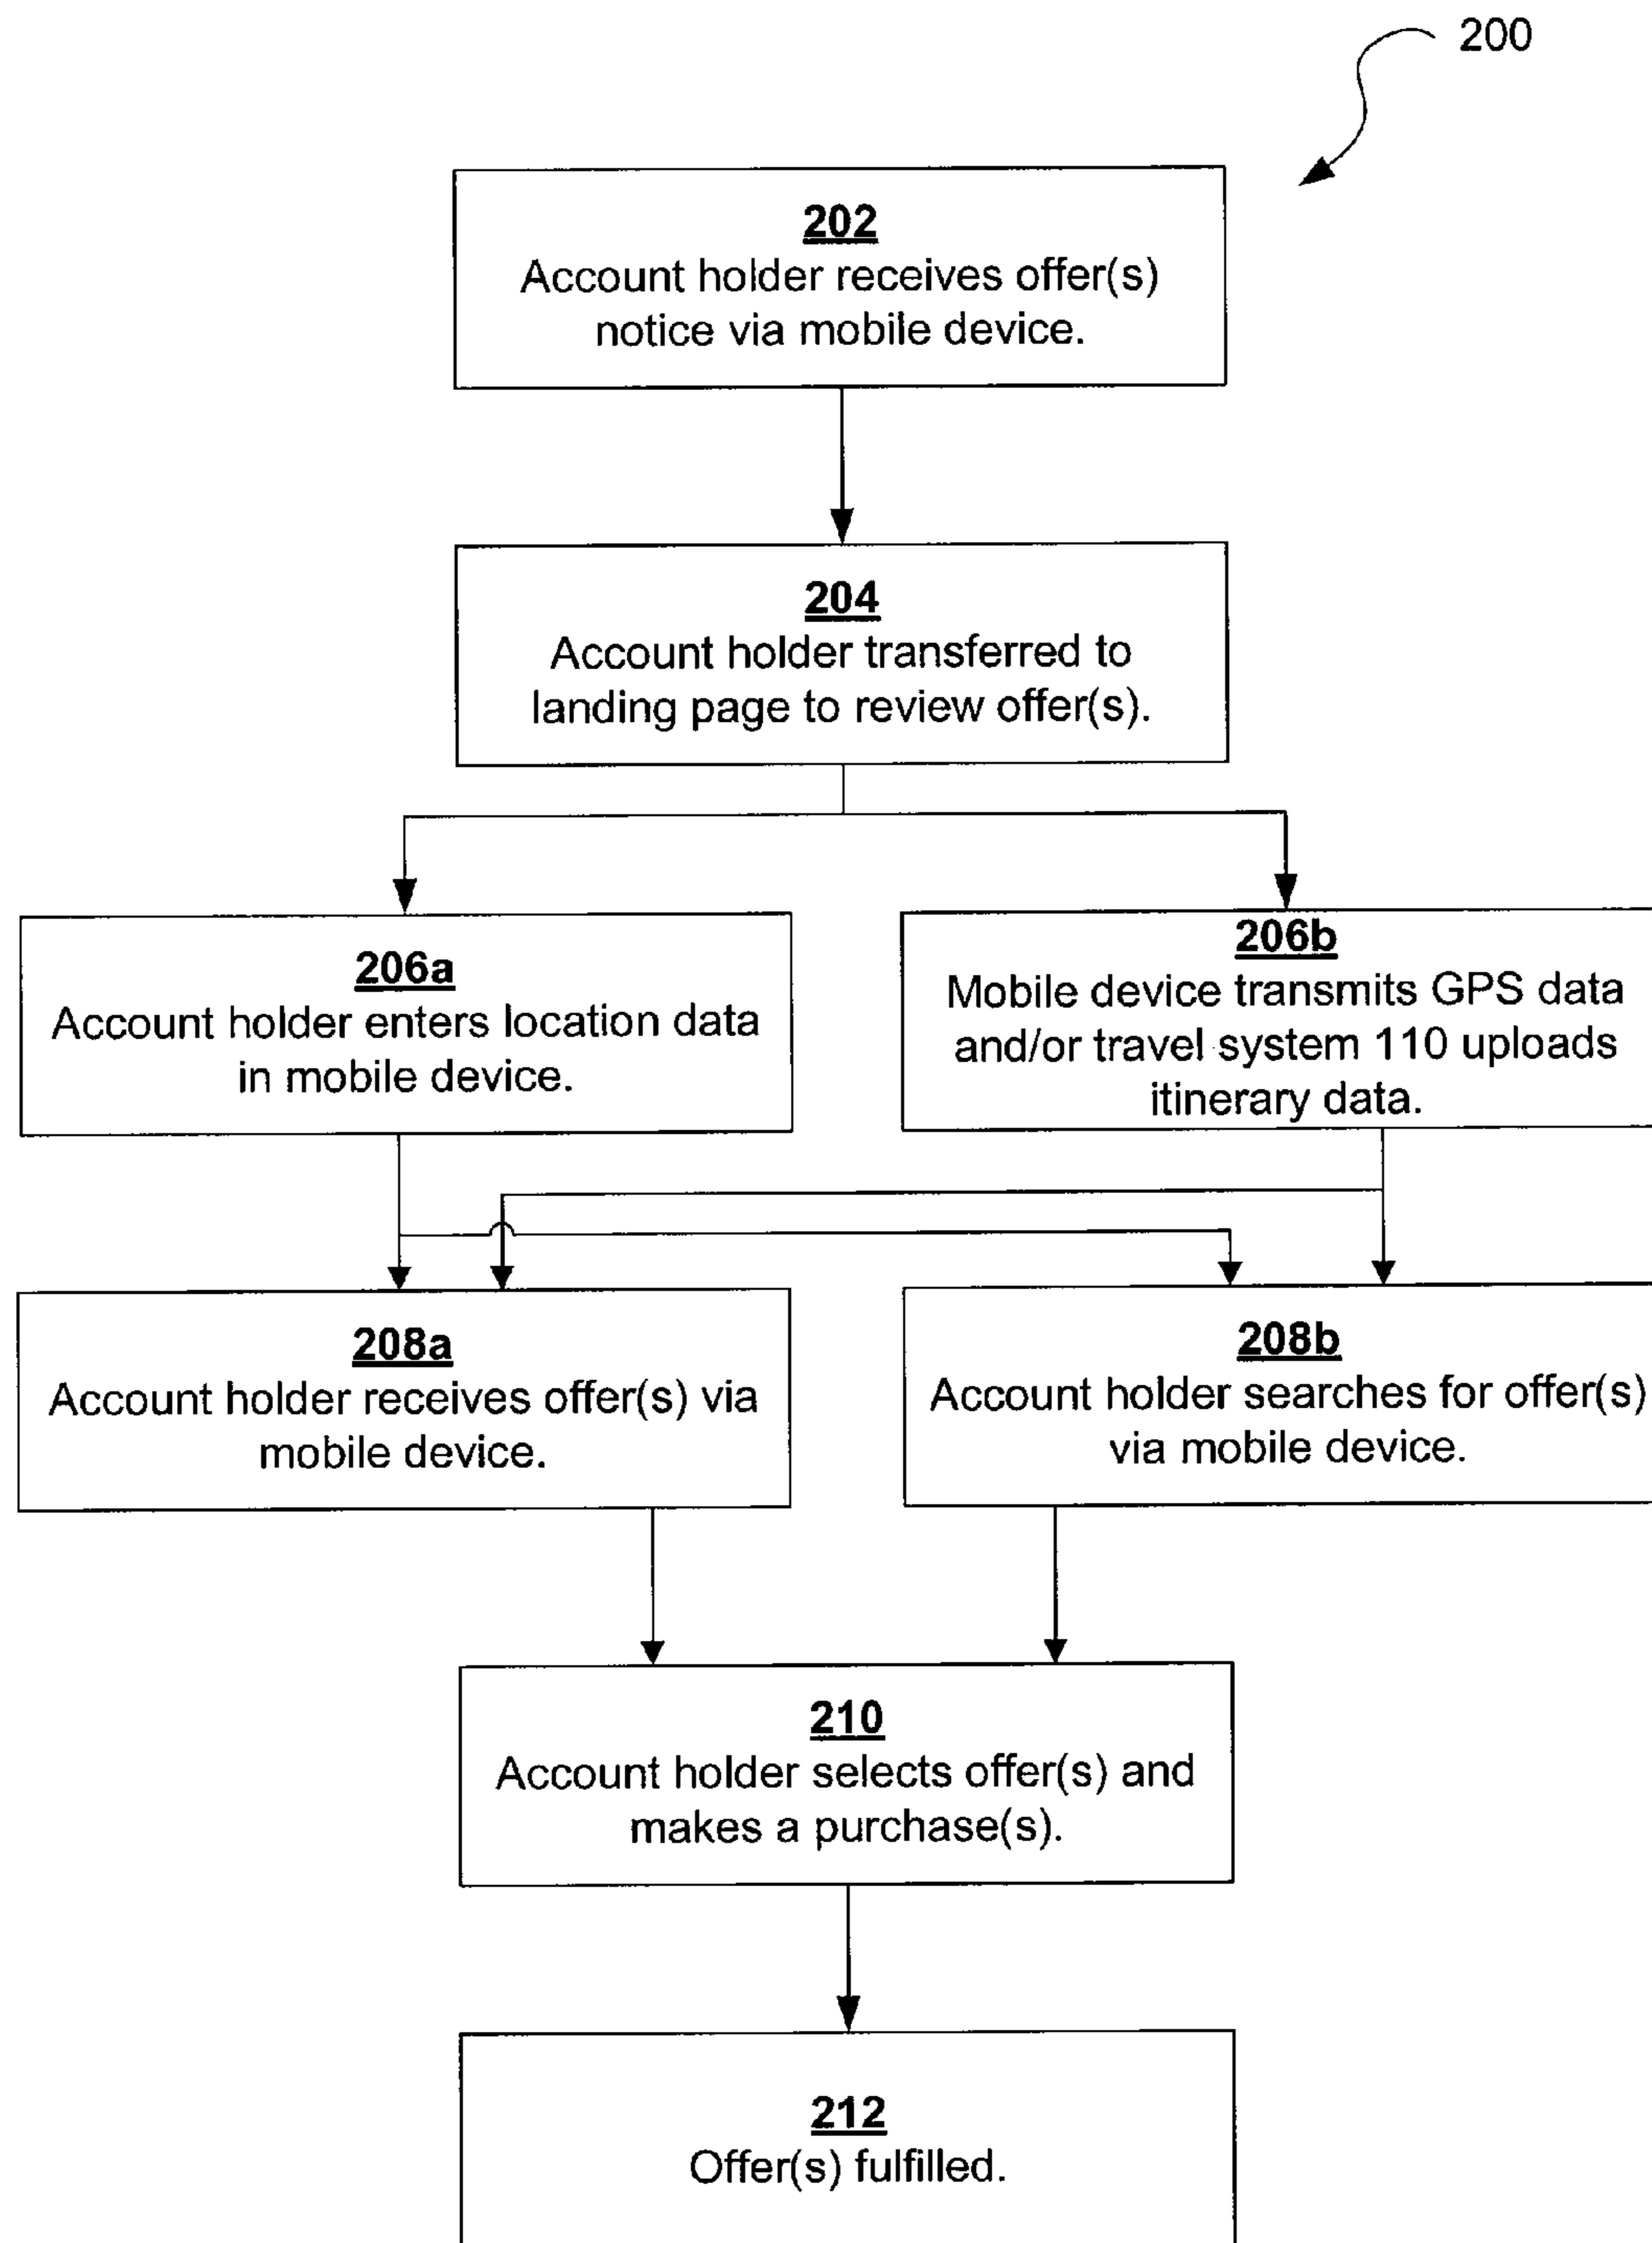 200
202
Account holder receives offer(s)
notice via mobile device.
204
Account holder transferred to
landing page to review offer(s).
206a
Account holder enters location data
in mobile device.
206b
Mobile device transmits GPS data
and/or travel system 110 uploads
itinerary data.
208a
Account holder receives offer(s) via
mobile device.
208b
Account holder searches for offer(s)
via mobile device.
210
Account holder selects offer(s) and
makes a purchase(s).
212
Offer(s) fulfilled.